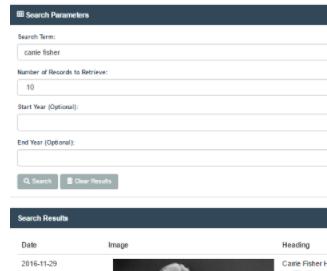 Search Parameters
Search Term:
carrie fisher
Number of Records to Retrieve:
10
Start Year (Optional):
End Year (Optional):
Search Clear Results
Search Results
Date Image Heading
2016-11-29 Carrie Fisher H